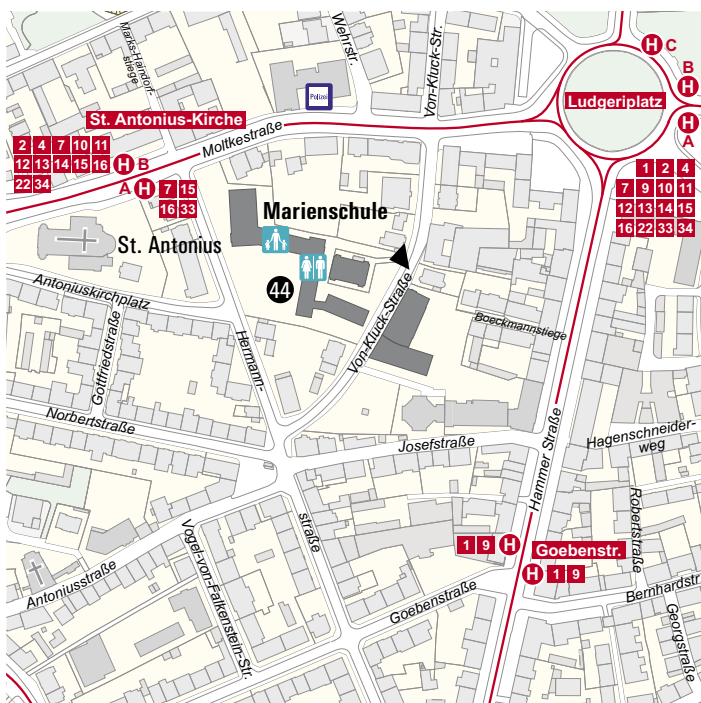 Marks-Haindorf-
stiege
Wehrstr.
Von-Kluck-Str.
H C
B
H
Polizei
Ludgeriplatz
St. Antonius-Kirche
Moltkestraße
H
A
2 4 7 10 11
12 13 14 15 16 H B
22 34
A H 7 15
16 33
1 2 4
7 9 10 11
12 13 14 15
16 22 33 34
Marienschule
St. Antonius
44
Antoniuskirchplatz
Gottfriedstraße
Hermann-
straße
Von-Kluck-Straße
Boeckmannstiege
Norbertstraße
Josefstraße
Hammer Straße
Hagenschneider-
weg
Robertstraße
1 9 H
Goebenstr.
H 1 9
Antoniusstraße
Vogel-von-Falkenstein-Str.
Goebenstraße
Bernhardstr.
Georgstraße